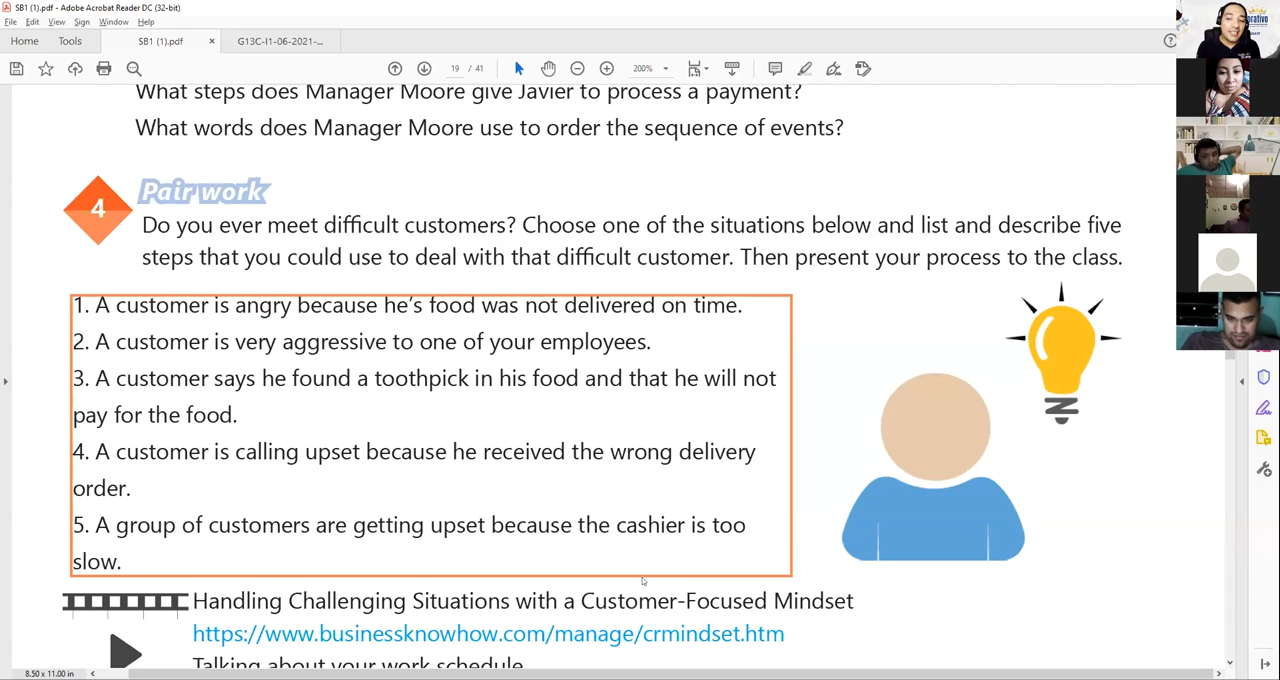 SB1 (1).pdf - Adobe Acrobat Reader DC (32-bit)
File Edit View Sign Window Help
Home Tools SB1 (1).pdf × G13C-I1-06-2021-...
19 / 41 200%
What steps does Manager Moore give Javier to process a payment?
What words does Manager Moore use to order the sequence of events?
Pair work
4
Do you ever meet difficult customers? Choose one of the situations below and list and describe five
steps that you could use to deal with that difficult customer. Then present your process to the class.
1. A customer is angry because he's food was not delivered on time.
2. A customer is very aggressive to one of your employees.
3. A customer says he found a toothpick in his food and that he will not
pay for the food.
4. A customer is calling upset because he received the wrong delivery
order.
5. A group of customers are getting upset because the cashier is too
slow.
Handling Challenging Situations with a Customer-Focused Mindset
https://www.businessknowhow.com/manage/crmindset.htm
Talking about your work schedule
8.50 x 11.00 in